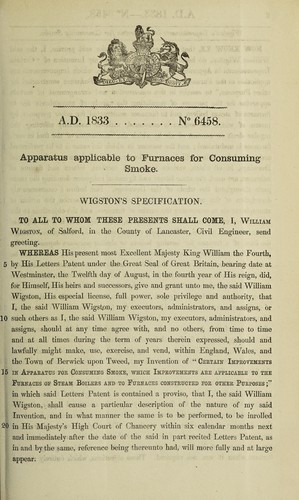 A.D. 1833 . . . . . . . Nº 6458.
Apparatus applicable to Furnaces for Consuming
Smoke.
WIGSTON'S SPECIFICATION.
TO ALL TO WHOM THESE PRESENTS SHALL COME, I, WILLIAM
WIGSTON, of Salford, in the County of Lancaster, Civil Engineer, send
greeting.
WHEREAS His present most Excellent Majesty King William the Fourth,
5 by His Letters Patent under the Great Seal of Great Britain, bearing date at
Westminster, the Twelfth day of August, in the fourth year of His reign, did,
for Himself, His heirs and successors, give and grant unto me, the said William
Wigston, His especial license, full power, sole privilege and authority, that
I, the said William Wigston, my executors, administrators, and assigns, or
10 such others as I, the said William Wigston, my executors, administrators, and
assigns, should at any time agree with, and no others, from time to time
and at all times during the term of years therein expressed, should and
lawfully might make, use, exercise, and vend, within England, Wales, and
the Town of Berwick upon Tweed, my Invention of "CERTAIN IMPROVEMENTS
15 IN APPARATUS FOR CONSUMING SMOKE, WHICH IMPROVEMENTS ARE APPLICABLE TO THE
FURNACES OF STEAM BOILERS AND TO FURNACES CONSTRUCTED FOR OTHER PURPOSES;"
in which said Letters Patent is contained a proviso, that I, the said William
Wigston, shall cause a particular description of the nature of my said
Invention, and in what manner the same is to be performed, to be inrolled
20 in His Majesty's High Court of Chancery within six calendar months next
and immediately after the date of the said in part recited Letters Patent, as
in and by the same, reference being thereunto had, will more fully and at large
appear.